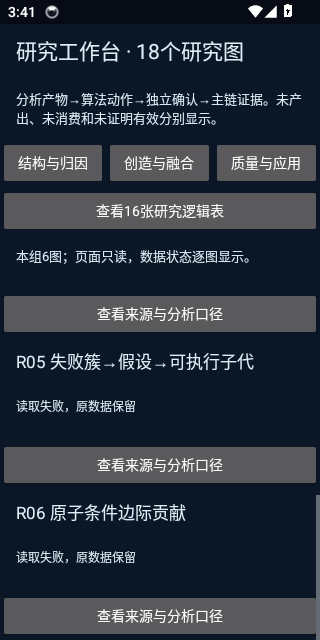 3:41
研究工作台 · 18个研究图
分析产物→算法动作→独立确认→主链证据。未产
出、未消费和未证明有效分别显示。
结构与归因
创造与融合
质量与应用
查看16张研究逻辑表
本组6图；页面只读，数据状态逐图显示。
查看来源与分析口径
R05 失败簇→假设→可执行子代
读取失败，原数据保留
查看来源与分析口径
R06 原子条件边际贡献
读取失败，原数据保留
查看来源与分析口径